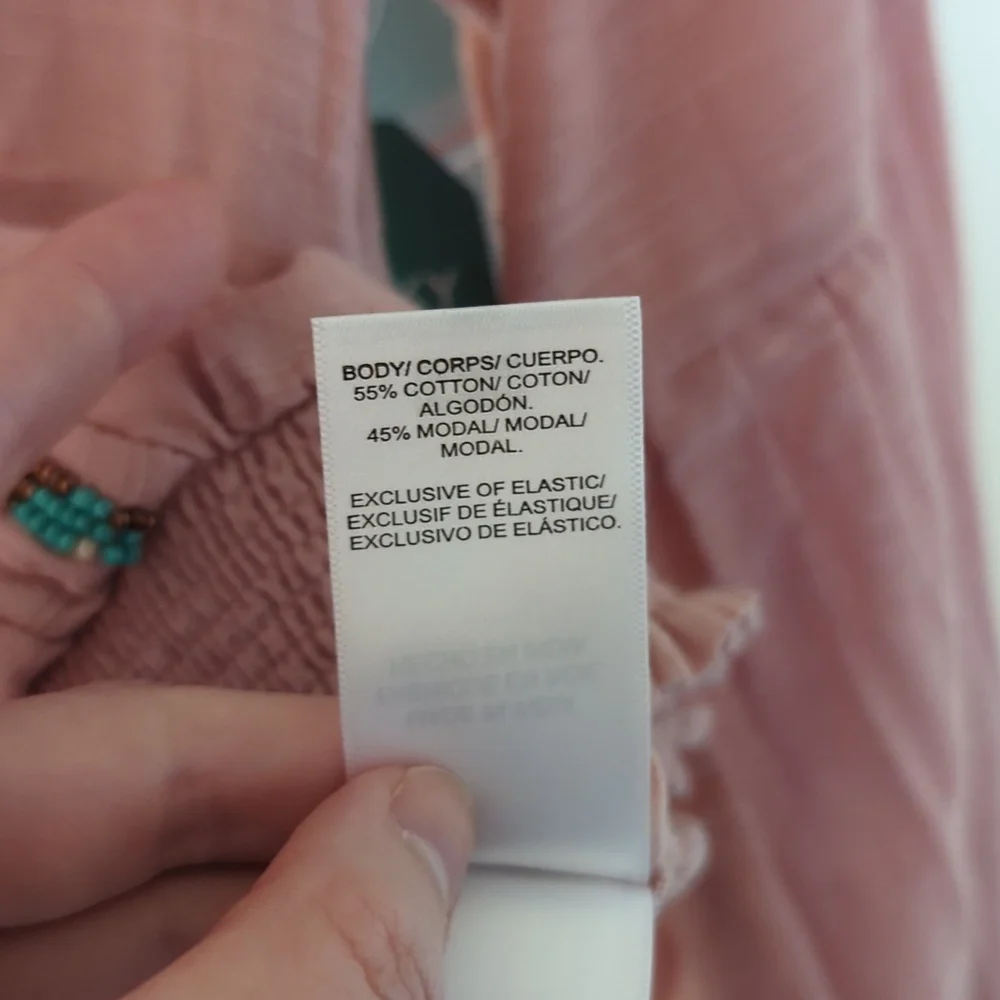 BODY/ CORPS/ CUERPO.
55% COTTON/ COTON/
ALGODÓN.
45% MODAL/ MODAL/
MODAL.
EXCLUSIVE OF ELASTIC/
EXCLUSIF DE ÉLASTIQUE/
EXCLUSIVO DE ELÁSTICO.